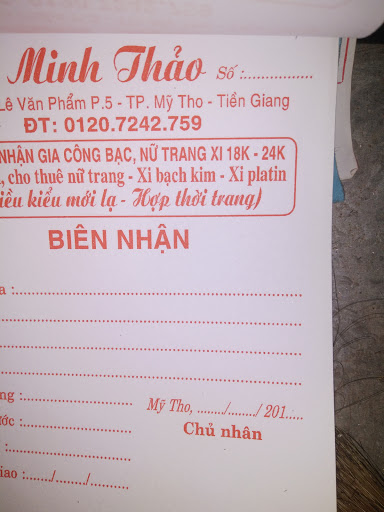 Minh Thảo Số :................
Lê Văn Phẩm P.5 - TP. Mỹ Tho - Tiền Giang
ĐT: 0120.7242.759
NHẬN GIA CÔNG BẠC, NỮ TRANG XI 18K - 24K
, cho thuê nữ trang - Xi bạch kim - Xi platin
iều kiểu mới lạ - Hợp thời trang)
BIÊN NHẬN
a :
ng :
Mỹ Tho, ......../......../ 201.....
ước :
Chủ nhân
:
iao :......./......../..........